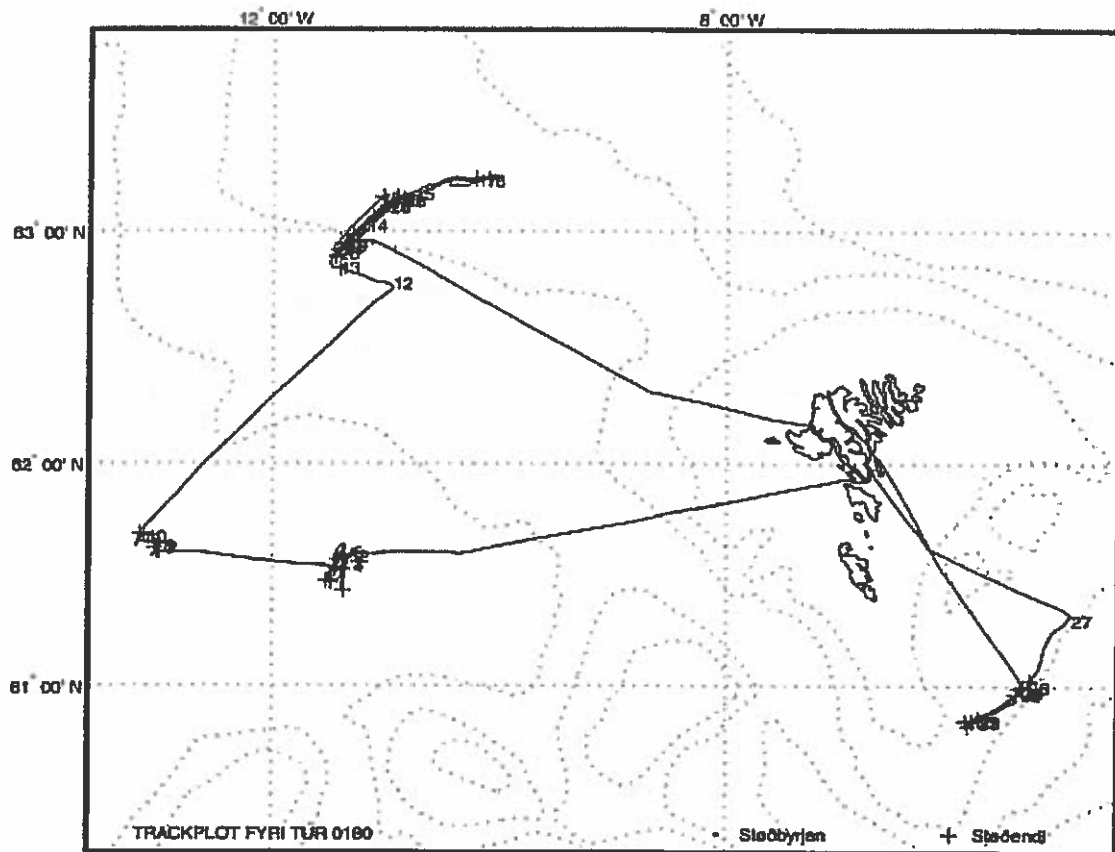 12° 00' W
8° 00' W
63° 00' N
62° 00' N
61° 00' N
12
14
27
TRACKPLOT FYRI TUR 0160
Støðbyrjan
Støðendi